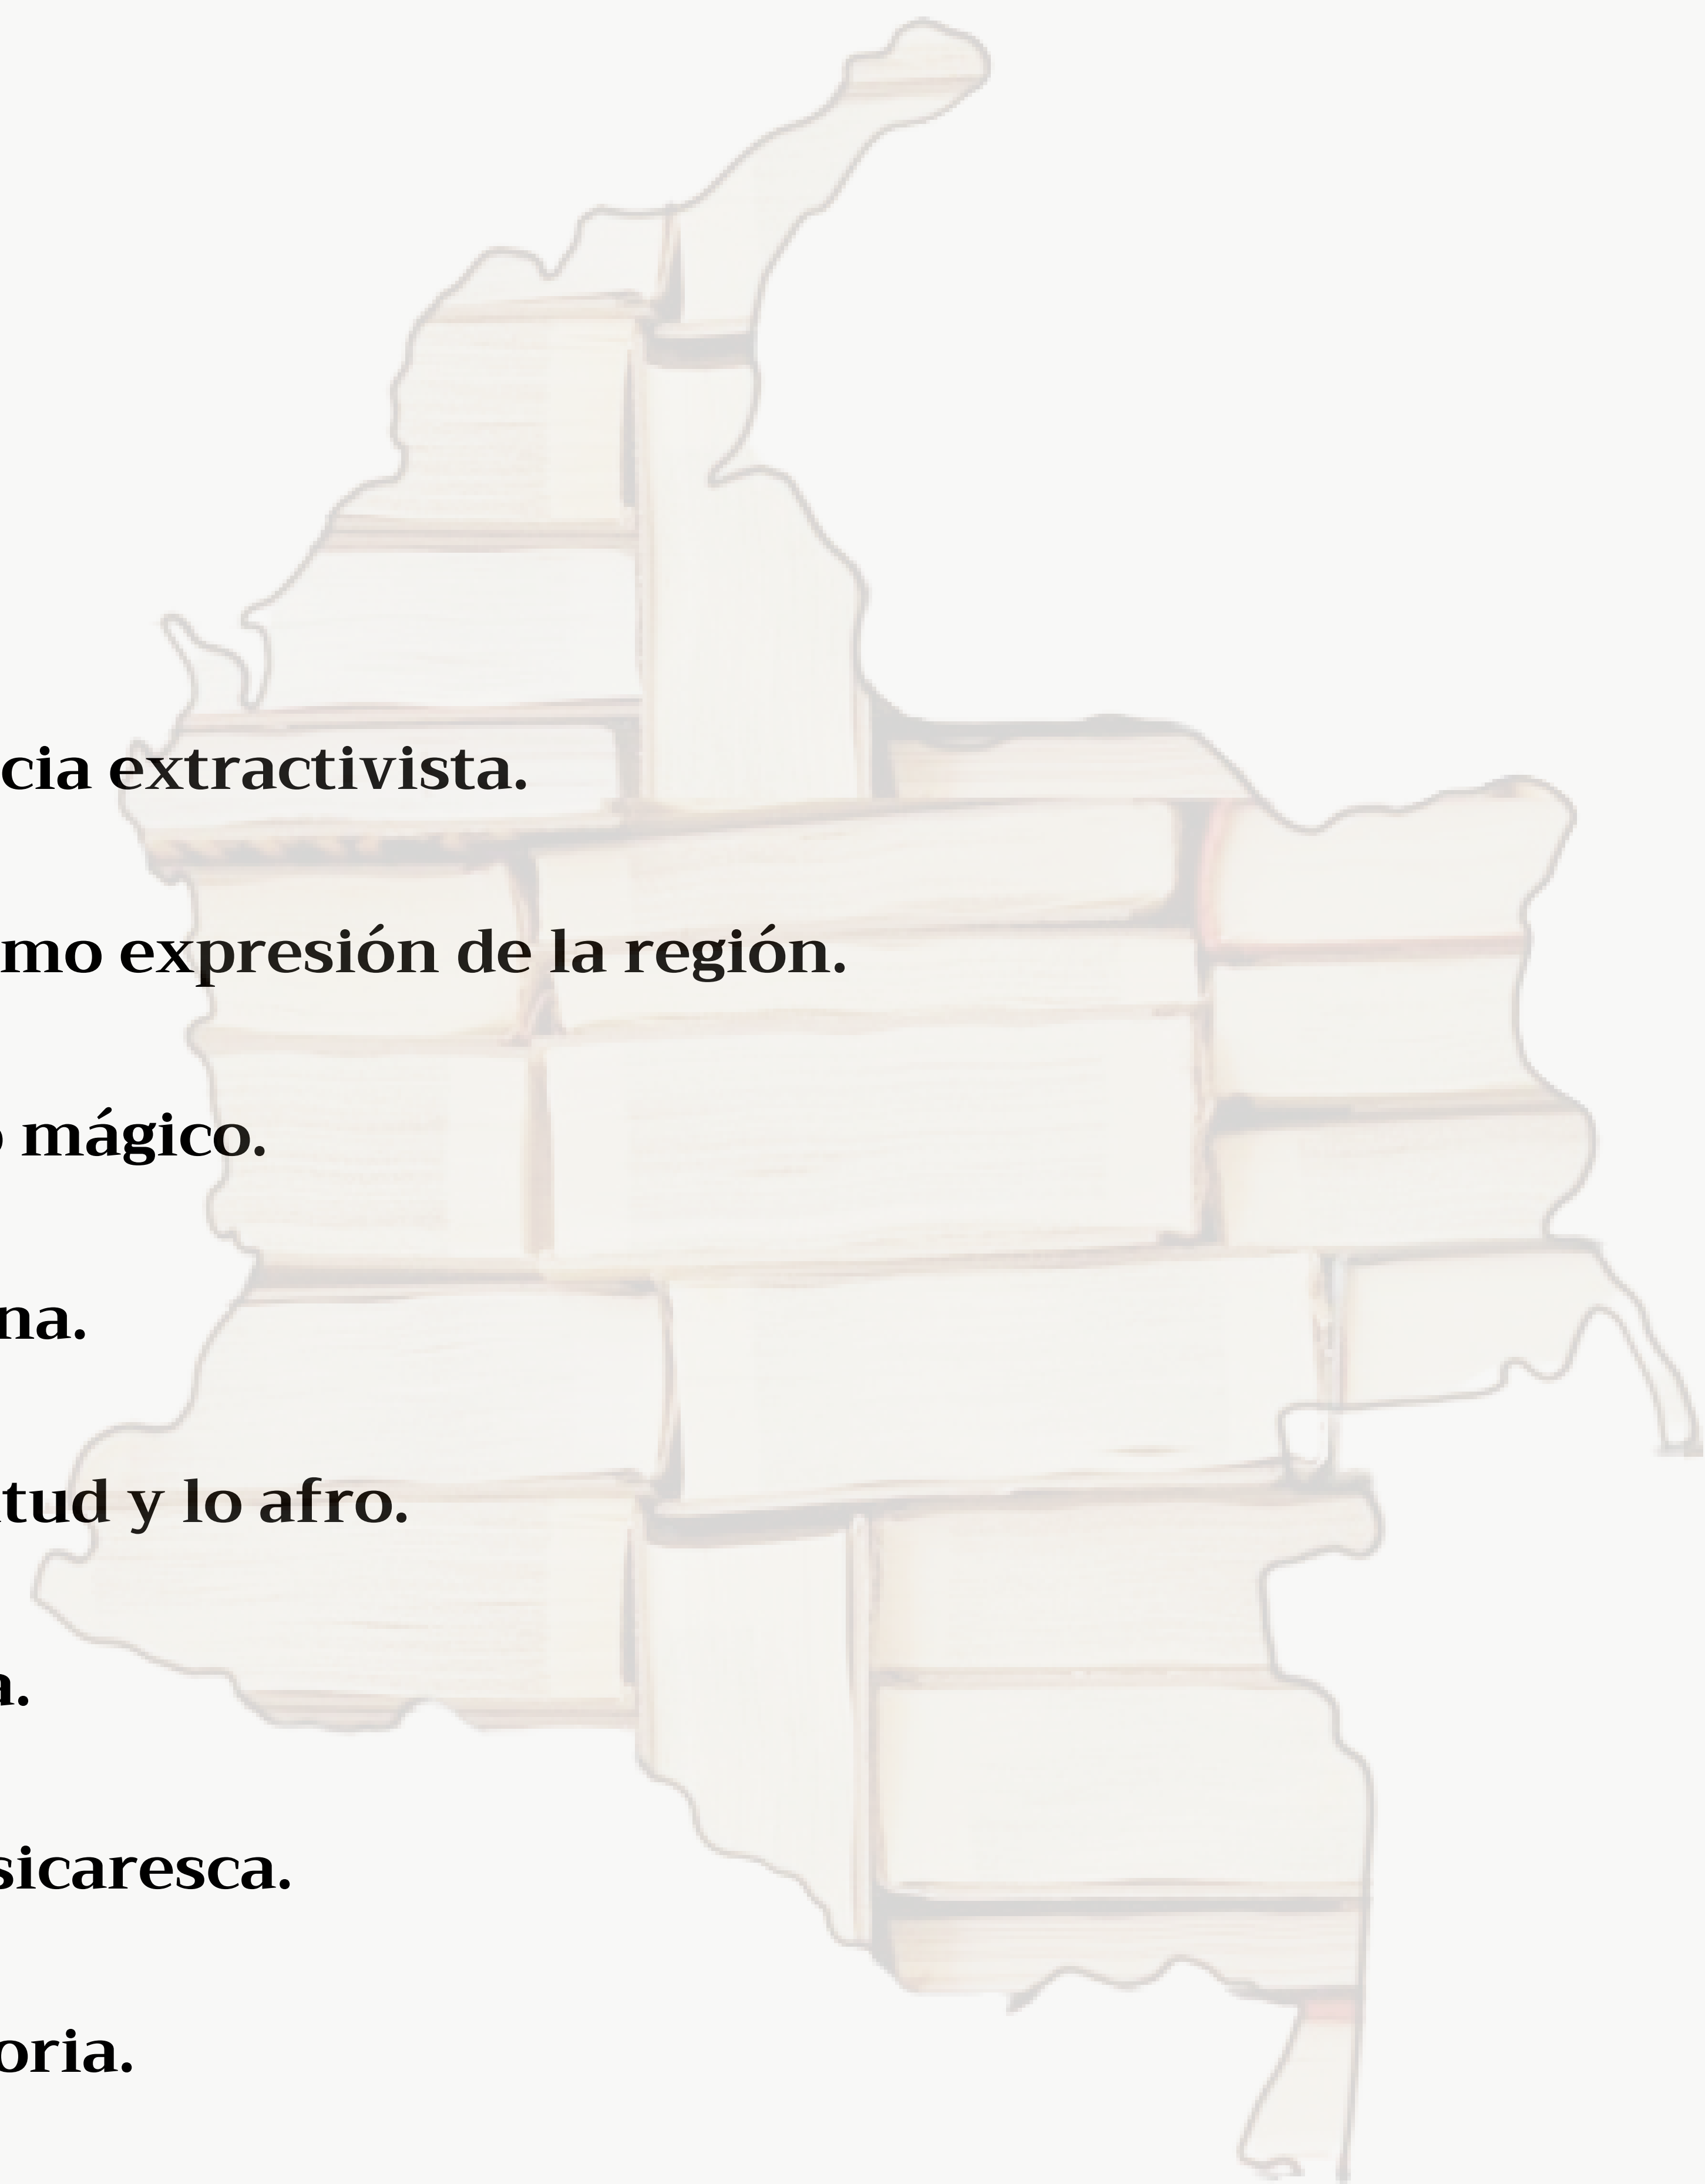 cia extractivista.
mo expresión de la región.
o mágico.
na.
tud y lo afro.
a.
sicaresca.
oria.